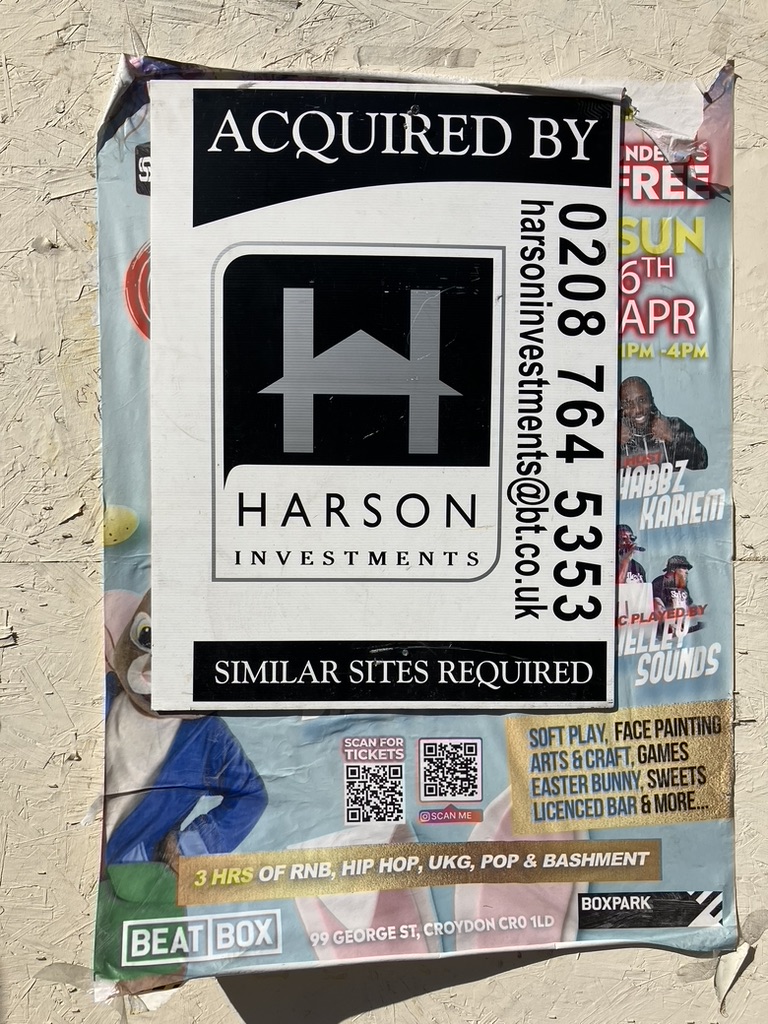 ACQUIRED BY
0208 764 5353
harsoninvestments@bt.co.uk
HARSON
INVESTMENTS
SIMILAR SITES REQUIRED
FREE
SUN
6TH
APR
1PM -4PM
HOST
KARIEM
PLAYED BY
SOUNDS
SCAN FOR
TICKETS
SCAN ME
SOFT PLAY, FACE PAINTING
ARTS & CRAFT, GAMES
EASTER BUNNY, SWEETS
LICENCED BAR & MORE...
3 HRS OF RNB, HIP HOP, UKG, POP & BASHMENT
BEAT BOX
99 GEORGE ST, CROYDON CR0 1LD
BOXPARK